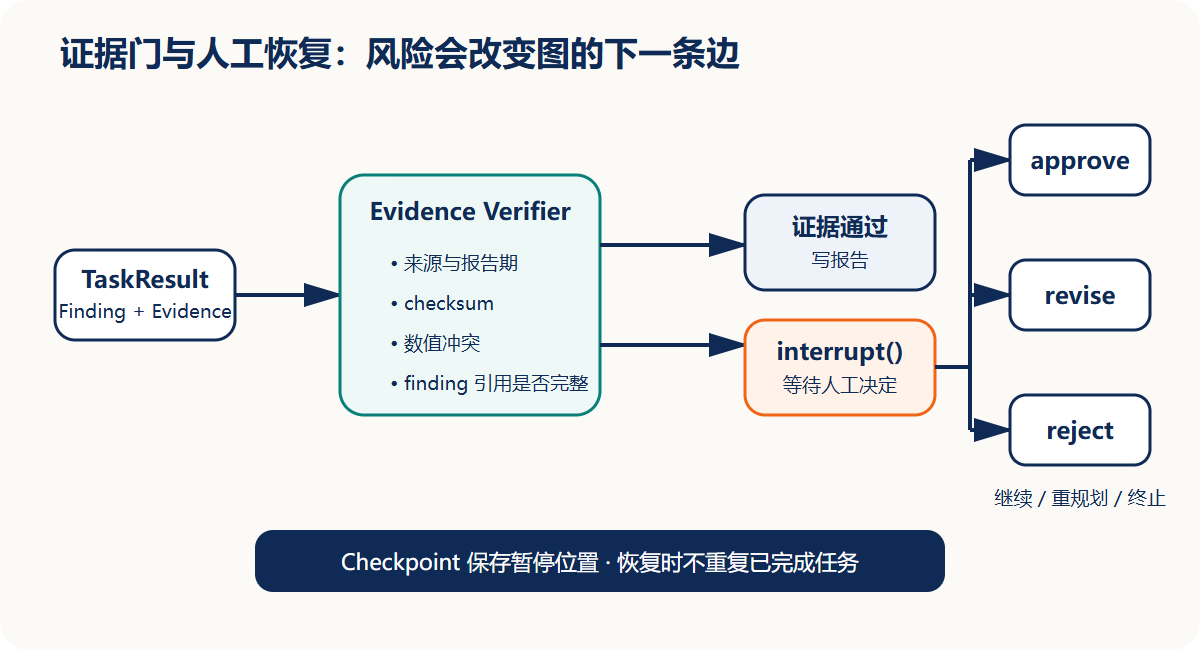 证据门与人工恢复：风险会改变图的下一条边
TaskResult
Finding + Evidence
Evidence Verifier
• 来源与报告期
• checksum
• 数值冲突
• finding 引用是否完整
证据通过
写报告
interrupt()
等待人工决定
approve
revise
reject
继续 / 重规划 / 终止
Checkpoint 保存暂停位置 · 恢复时不重复已完成任务